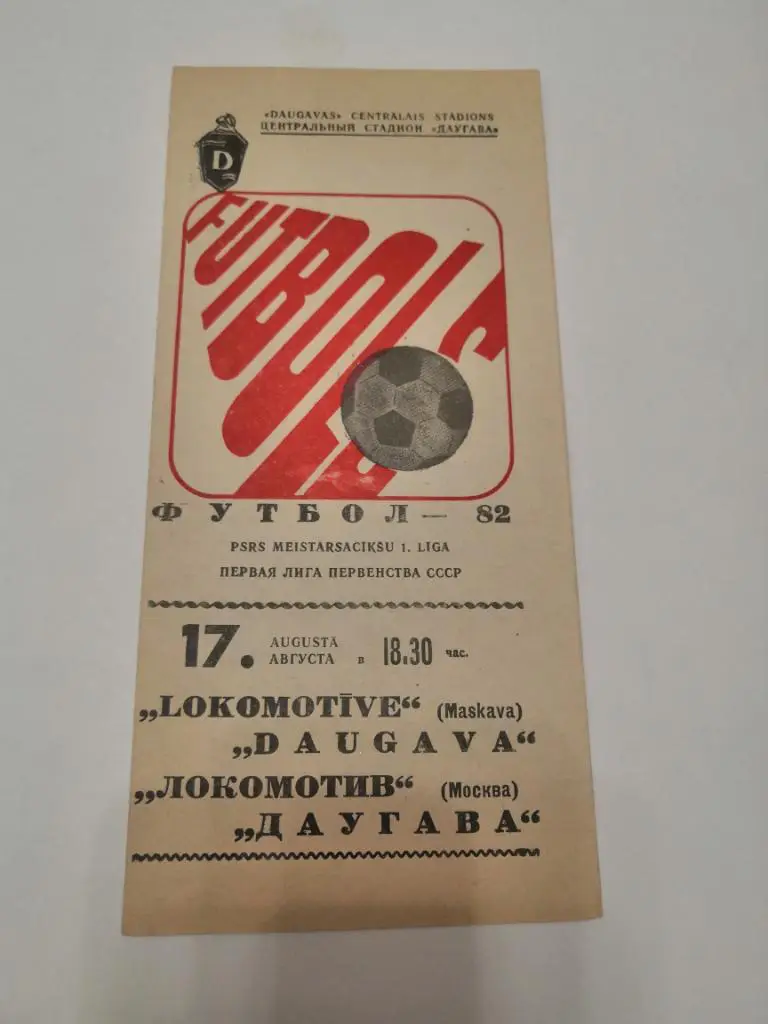 «DAUGAVAS» CENTRALAIS STADIONS
ЦЕНТРАЛЬНЫЙ СТАДИОН «ДАУГАВА»
D
FUTBOLS
ФУТБОЛ — 82
PSRS MEISTARSACIKSU 1. LIGA
ПЕРВАЯ ЛИГА ПЕРВЕНСТВА СССР
17. AUGUSTĀ
АВГУСТА в 18.30 час.
„LOKOMOTĪVE“ (Maskava)
„DAUGAVA“
„ЛОКОМОТИВ“ (Москва)
„ДАУГАВА“